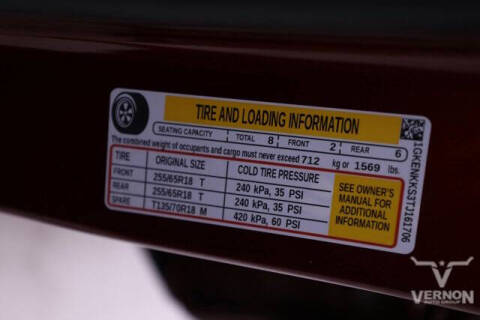 TIRE AND LOADING INFORMATION
SEATING CAPACITY TOTAL 8 FRONT 2 REAR 6
The combined weight of occupants and cargo must never exceed 712 kg or 1569 lbs.
TIRE ORIGINAL SIZE COLD TIRE PRESSURE
FRONT 255/65R18 T 240 kPa, 35 PSI
REAR 255/65R18 T 240 kPa, 35 PSI
SPARE T135/70R18 M 420 kPa, 60 PSI
SEE OWNER'S
MANUAL FOR
ADDITIONAL
INFORMATION
1GKENKKS3TJ161706
VERNON
AUTO GROUP